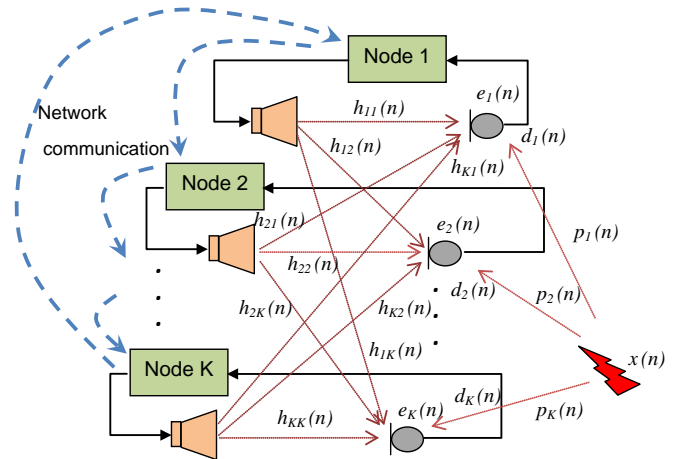 Node 1
e1(n)
h11(n)
Network
d1(n)
h12(n)
communication
hK1(n)
Node 2
h21(n)
e2(n)
p1(n)
h22(n)
d2(n)
p2(n)
h2K(n)
hK2(n)
h1K(n)
x(n)
Node K
dK(n)
eK(n)
hKK(n)
pK(n)